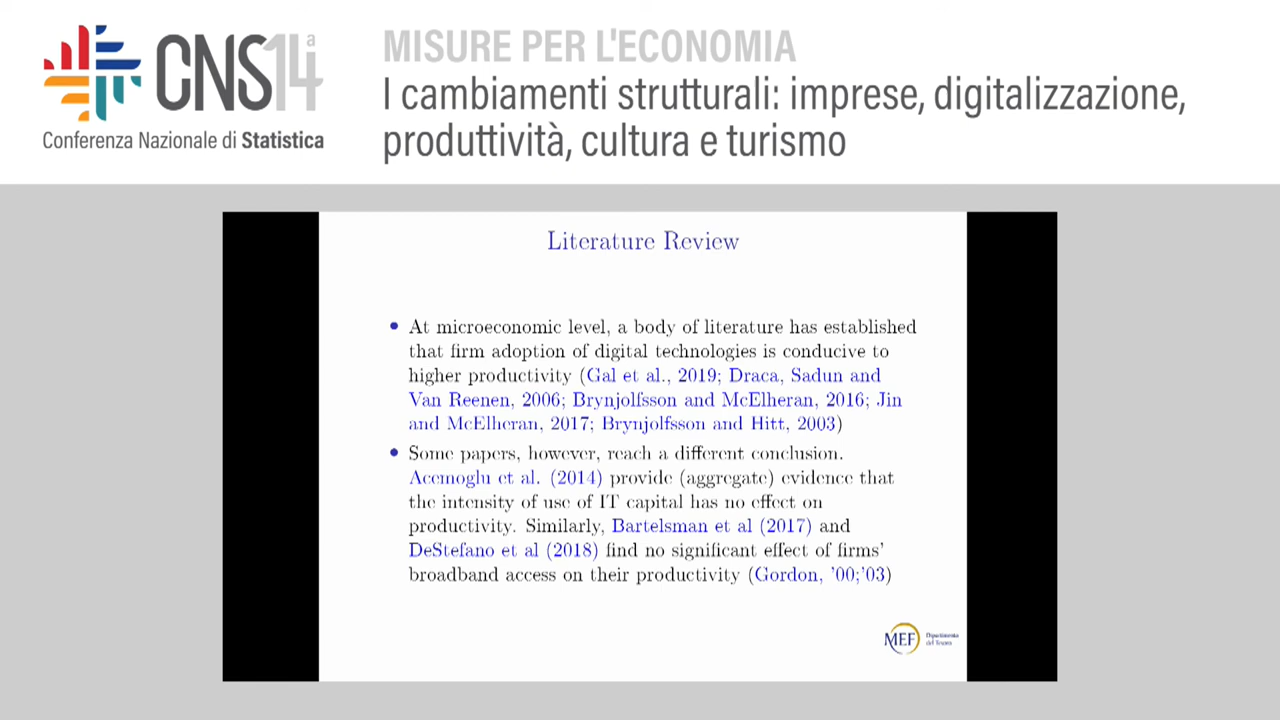 CNS14ª
Conferenza Nazionale di Statistica
MISURE PER L'ECONOMIA
I cambiamenti strutturali: imprese, digitalizzazione,
produttività, cultura e turismo
Literature Review
• At microeconomic level, a body of literature has established
that firm adoption of digital technologies is conducive to
higher productivity (Gal et al., 2019; Draca, Sadun and
Van Reenen, 2006; Brynjolfsson and McElheran, 2016; Jin
and McElheran, 2017; Brynjolfsson and Hitt, 2003)
• Some papers, however, reach a different conclusion.
Acemoglu et al. (2014) provide (aggregate) evidence that
the intensity of use of IT capital has no effect on
productivity. Similarly, Bartelsman et al (2017) and
DeStefano et al (2018) find no significant effect of firms'
broadband access on their productivity (Gordon, '00;'03)
MEF
Dipartimento
del Tesoro